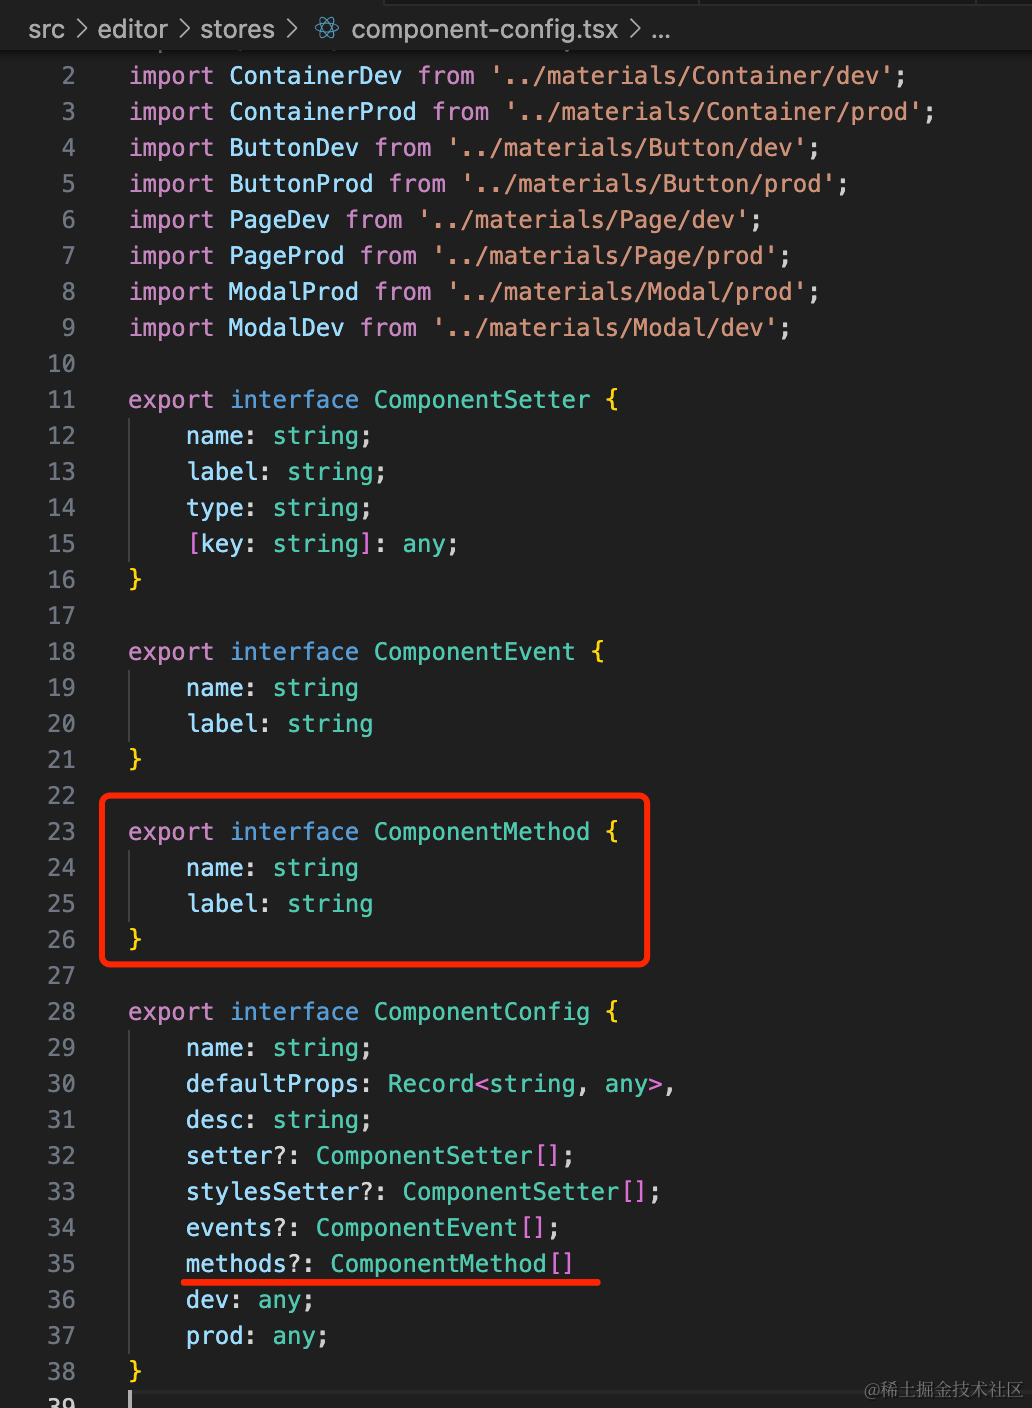 src > editor > stores > component-config.tsx > ...
2 import ContainerDev from '../materials/Container/dev';
3 import ContainerProd from '../materials/Container/prod';
4 import ButtonDev from '../materials/Button/dev';
5 import ButtonProd from '../materials/Button/prod';
6 import PageDev from '../materials/Page/dev';
7 import PageProd from '../materials/Page/prod';
8 import ModalProd from '../materials/Modal/prod';
9 import ModalDev from '../materials/Modal/dev';
10
11 export interface ComponentSetter {
12     name: string;
13     label: string;
14     type: string;
15     [key: string]: any;
16 }
17
18 export interface ComponentEvent {
19     name: string
20     label: string
21 }
22
23 export interface ComponentMethod {
24     name: string
25     label: string
26 }
27
28 export interface ComponentConfig {
29     name: string;
30     defaultProps: Record<string, any>,
31     desc: string;
32     setter?: ComponentSetter[];
33     stylesSetter?: ComponentSetter[];
34     events?: ComponentEvent[];
35     methods?: ComponentMethod[]
36     dev: any;
37     prod: any;
38 }
39
@稀土掘金技术社区